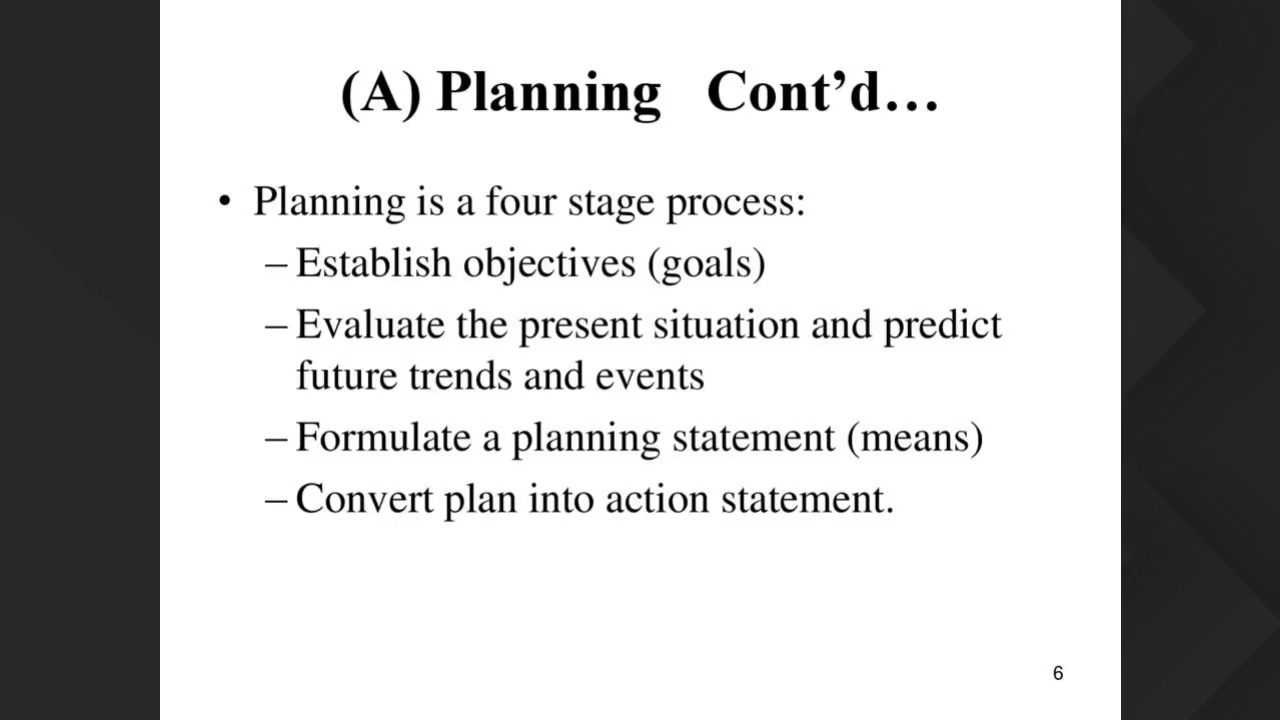 (A) Planning Cont’d…
• Planning is a four stage process:
– Establish objectives (goals)
– Evaluate the present situation and predict
future trends and events
– Formulate a planning statement (means)
– Convert plan into action statement.
6